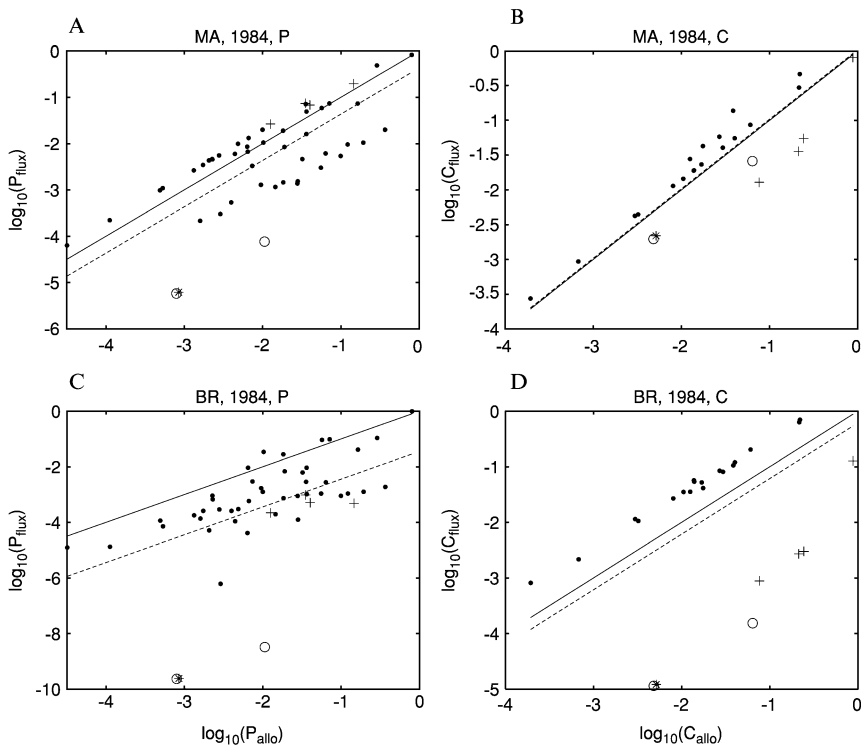 A
MA, 1984, P
0
-1
-2
-3
-4
-5
-6
log10(Pflux)
-4 -3 -2 -1 0
B
MA, 1984, C
0
-0.5
-1
-1.5
-2
-2.5
-3
-3.5
-4
log10(Cflux)
-4 -3 -2 -1 0
C
BR, 1984, P
0
-2
-4
-6
-8
-10
log10(Pflux)
-4 -3 -2 -1 0
log10(Pallo)
D
BR, 1984, C
0
-1
-2
-3
-4
-5
log10(Cflux)
-4 -3 -2 -1 0
log10(Callo)